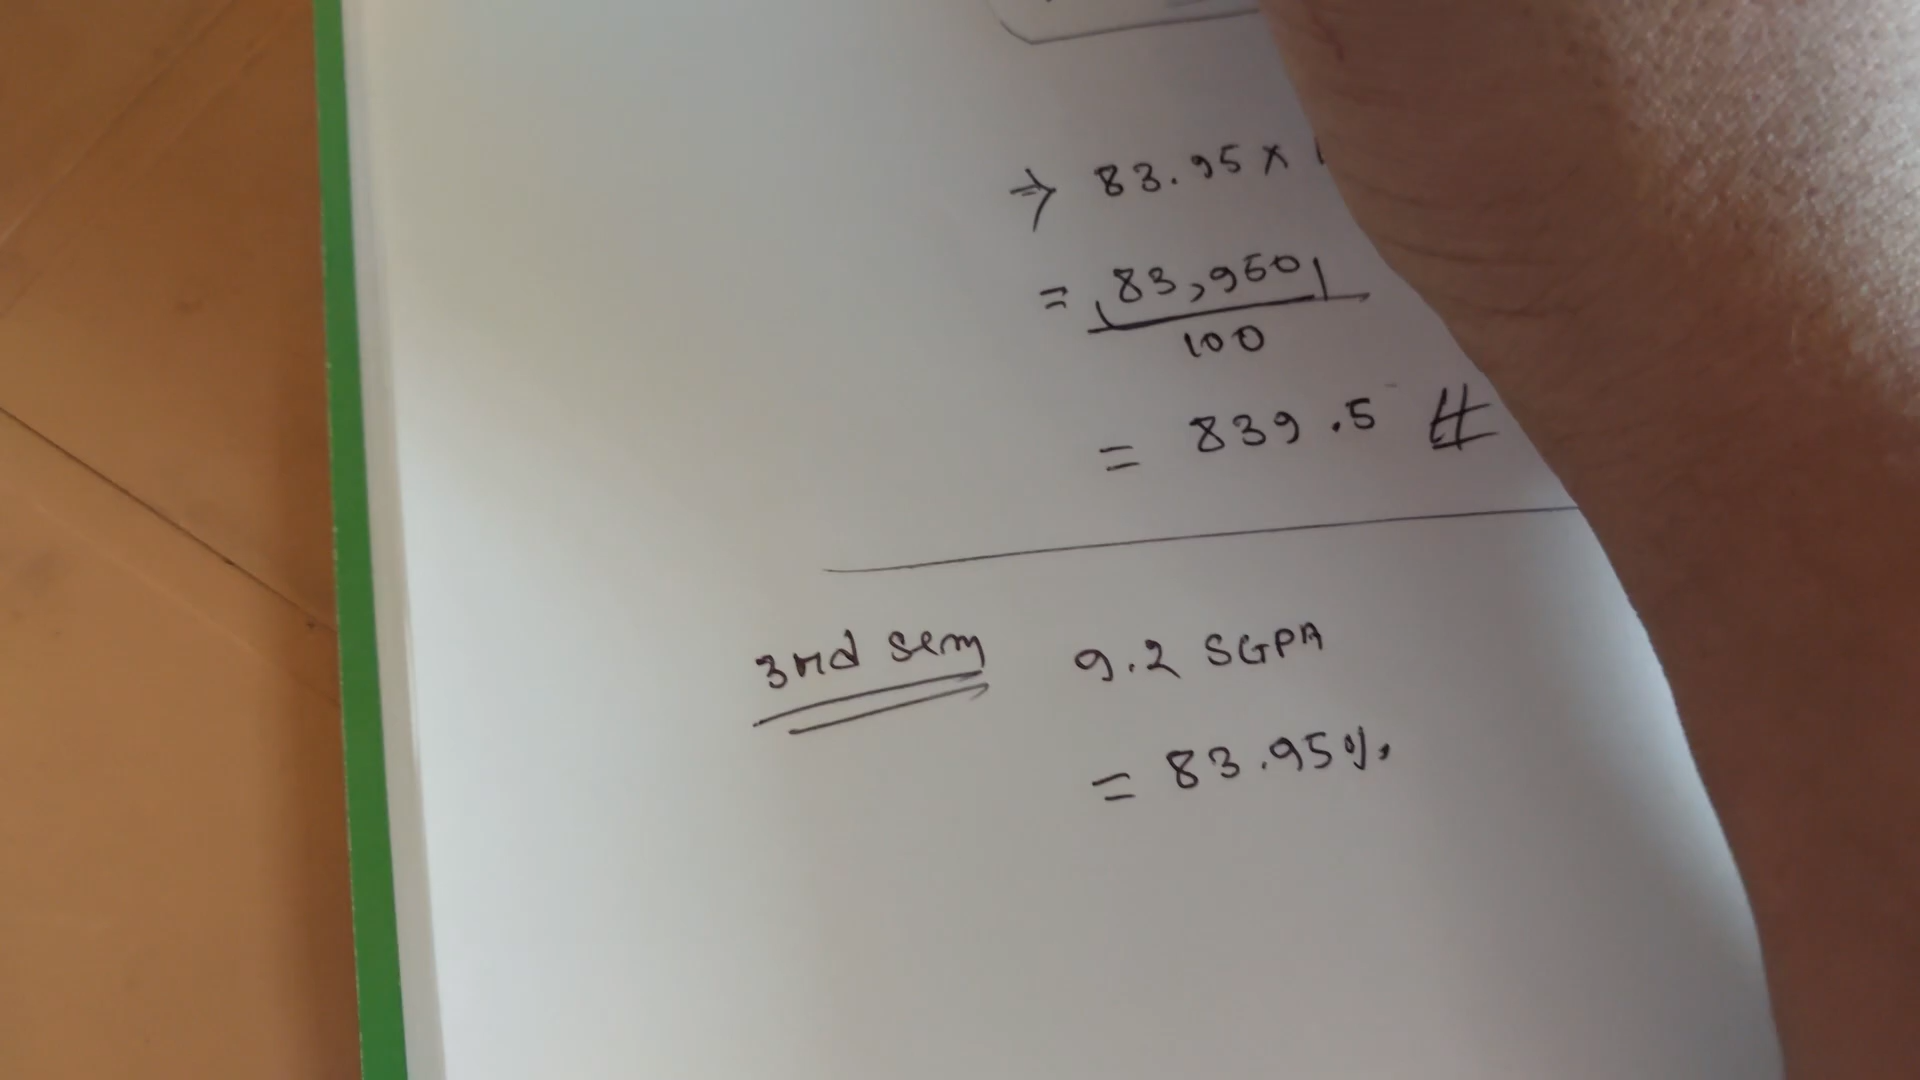 ⇒ 83.95 ×
= 83,950
100
= 839.5 #
3rd sem 9.2 SGPA
= 83.95%